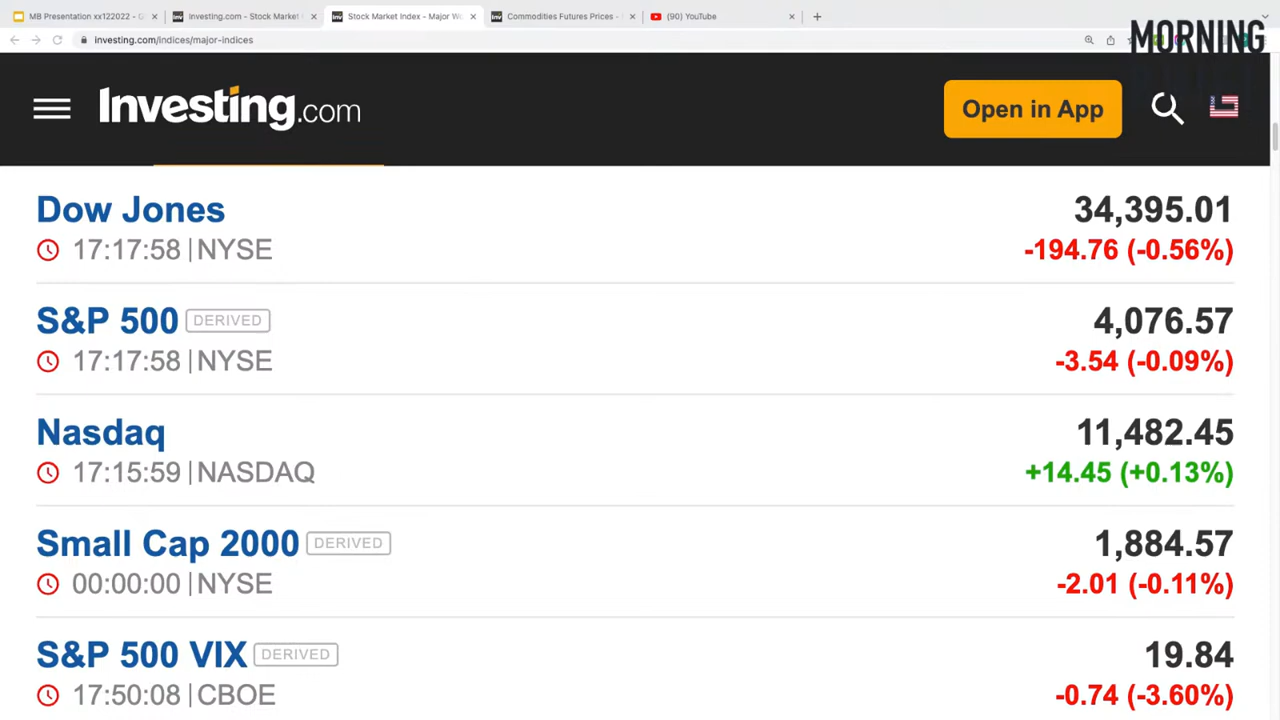 MB Presentation xx122022 - G
Investing.com - Stock Market
Stock Market Index - Major Wo
Commodities Futures Prices -
(90) YouTube
investing.com/indices/major-indices
MORNING
Investing.com
Open in App
Dow Jones
34,395.01
17:17:58 | NYSE
-194.76 (-0.56%)
S&P 500 DERIVED
4,076.57
17:17:58 | NYSE
-3.54 (-0.09%)
Nasdaq
11,482.45
17:15:59 | NASDAQ
+14.45 (+0.13%)
Small Cap 2000 DERIVED
1,884.57
00:00:00 | NYSE
-2.01 (-0.11%)
S&P 500 VIX DERIVED
19.84
17:50:08 | CBOE
-0.74 (-3.60%)